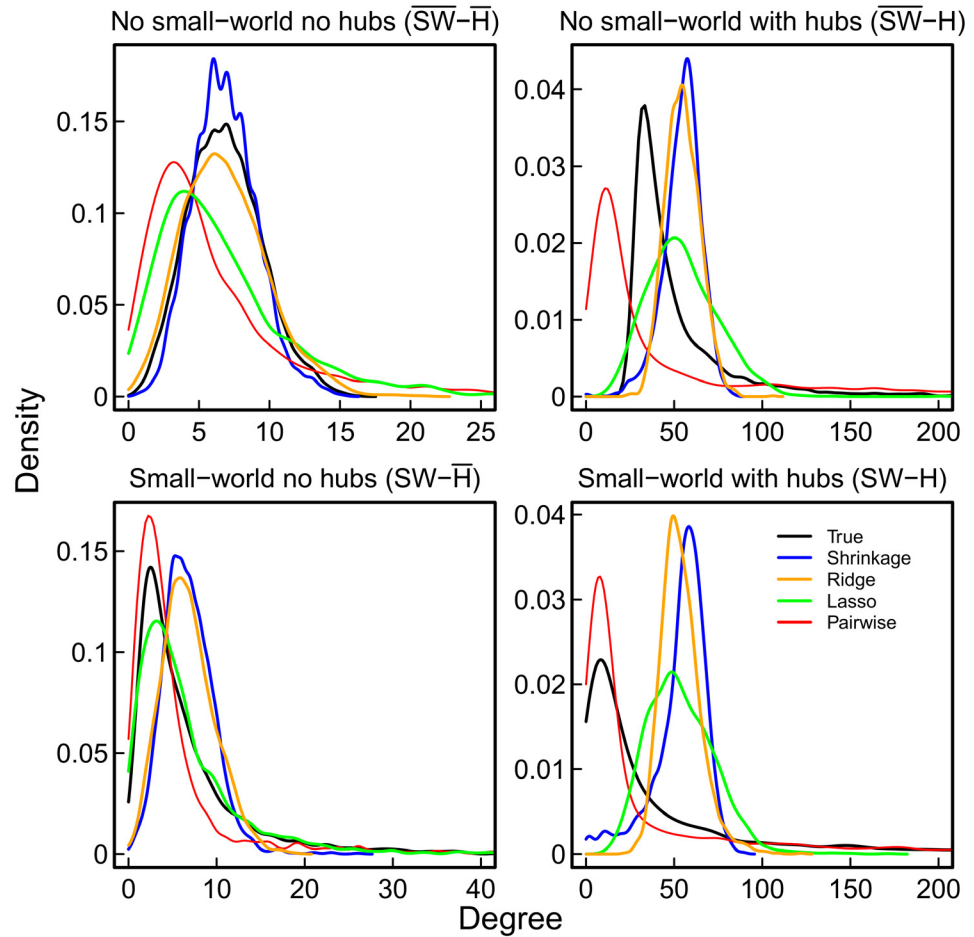 No small−world no hubs (S̅W̅−H̅)
No small−world with hubs (S̅W̅−H)
0.15
0.1
0.05
0
0 5 10 15 20 25
0.04
0.03
0.02
0.01
0
0 50 100 150 200
Density
Small−world no hubs (SW−H̅)
Small−world with hubs (SW−H)
0.15
0.1
0.05
0
0 10 20 30 40
0.04
0.03
0.02
0.01
0
0 50 100 150 200
True
Shrinkage
Ridge
Lasso
Pairwise
Degree